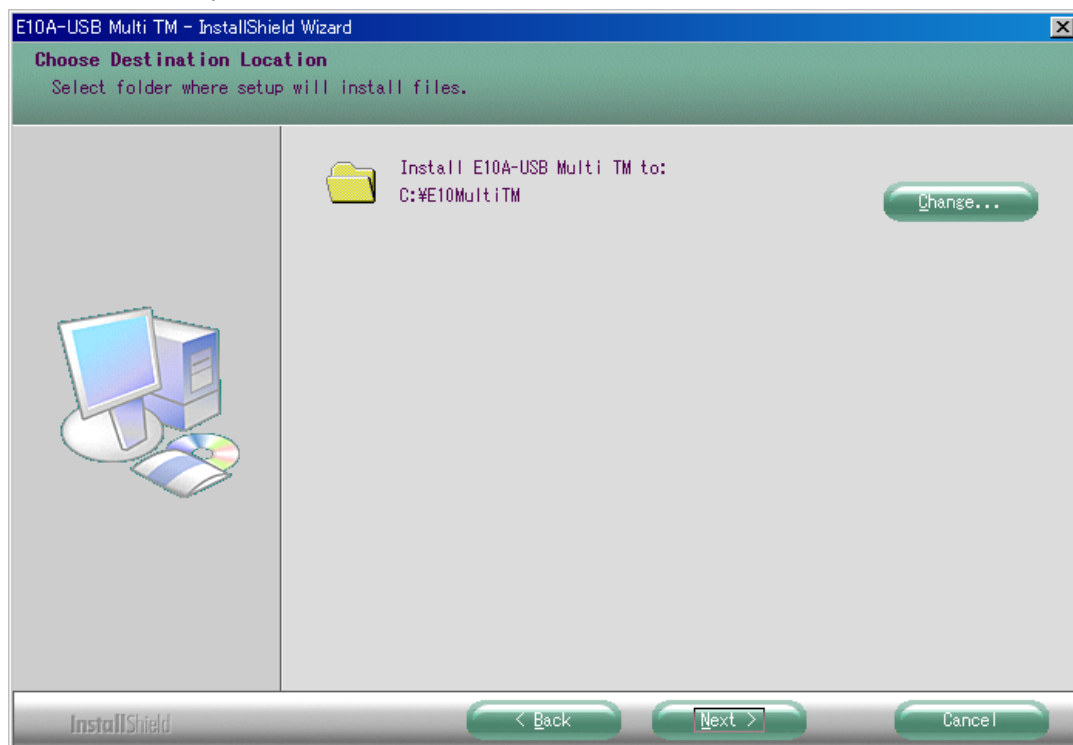 E10A-USB Multi TM - InstallShield Wizard
Choose Destination Location
Select folder where setup will install files.
Install E10A-USB Multi TM to:
C:¥E10MultiTM
Change...
InstallShield
< Back
Next >
Cancel